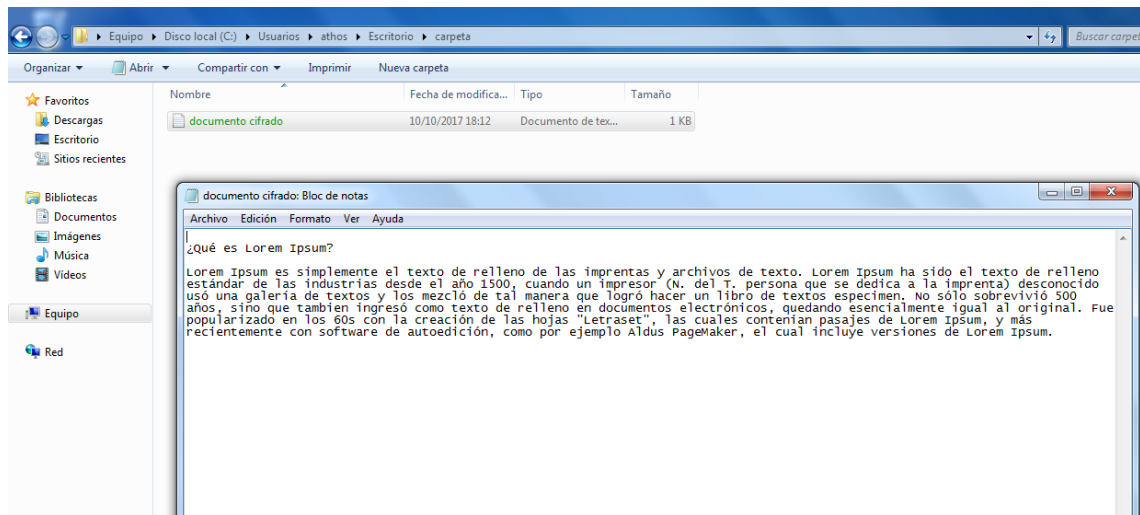 Equipo ▸ Disco local (C:) ▸ Usuarios ▸ athos ▸ Escritorio ▸ carpeta
Buscar carpet
Organizar Abrir Compartir con Imprimir Nueva carpeta
Favoritos
Descargas
Escritorio
Sitios recientes
Bibliotecas
Documentos
Imágenes
Música
Vídeos
Equipo
Red
Nombre Fecha de modifica... Tipo Tamaño
documento cifrado 10/10/2017 18:12 Documento de tex... 1 KB
documento cifrado: Bloc de notas
Archivo Edición Formato Ver Ayuda
¿Qué es Lorem Ipsum?
Lorem Ipsum es simplemente el texto de relleno de las imprentas y archivos de texto. Lorem Ipsum ha sido el texto de relleno
estándar de las industrias desde el año 1500, cuando un impresor (N. del T. persona que se dedica a la imprenta) desconocido
usó una galería de textos y los mezcló de tal manera que logró hacer un libro de textos especimen. No sólo sobrevivió 500
años, sino que tambien ingresó como texto de relleno en documentos electrónicos, quedando esencialmente igual al original. Fue
popularizado en los 60s con la creación de las hojas "Letraset", las cuales contenian pasajes de Lorem Ipsum, y más
recientemente con software de autoedición, como por ejemplo Aldus PageMaker, el cual incluye versiones de Lorem Ipsum.